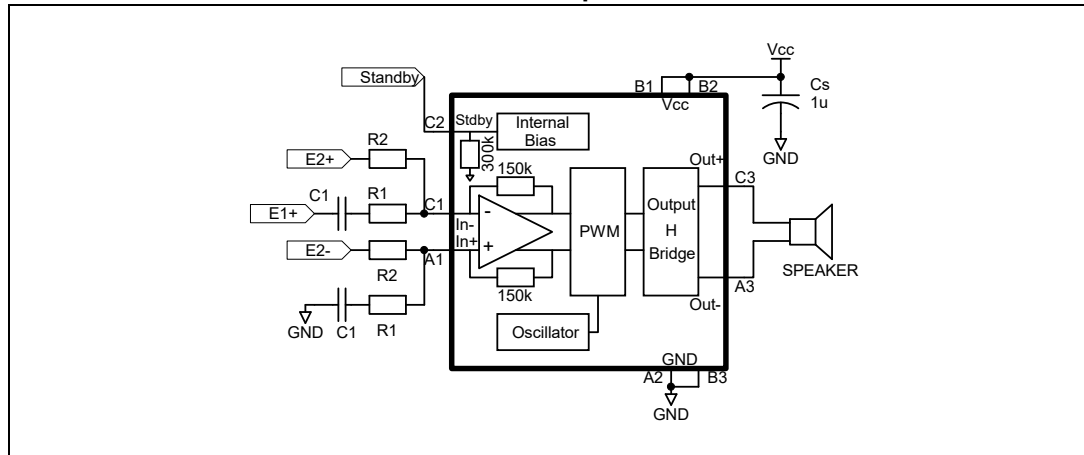 Vcc
Standby
B1
B2
Cs
1u
Vcc
C2
Stdby
Internal
Bias
300k
GND
R2
E2+
150k
Out+
C3
C1
R1
C1
E1+
In-
-
Output
H
Bridge
PWM
In+
+
E2-
A1
R2
SPEAKER
150k
A3
Out-
GND
C1
R1
Oscillator
GND
A2
B3
GND